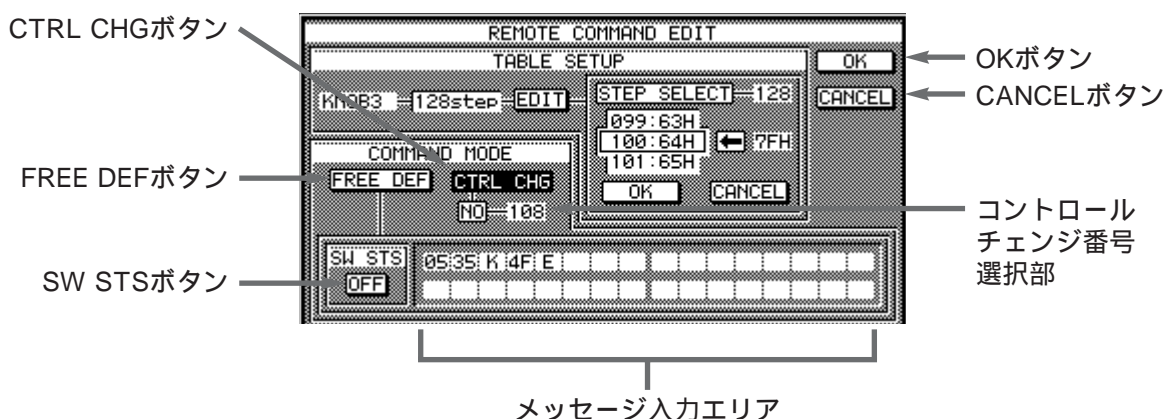 CTRL CHGボタン
FREE DEFボタン
SW STSボタン
REMOTE COMMAND EDIT
TABLE SETUP
KNOB3 128step EDIT
STEP SELECT 128
099:63H
100:64H
101:65H
7FH
OK CANCEL
COMMAND MODE
FREE DEF CTRL CHG
NO 108
SW STS
OFF
05 35 K 4F E
OK
CANCEL
OKボタン
CANCELボタン
コントロール
チェンジ番号
選択部
メッセージ入力エリア